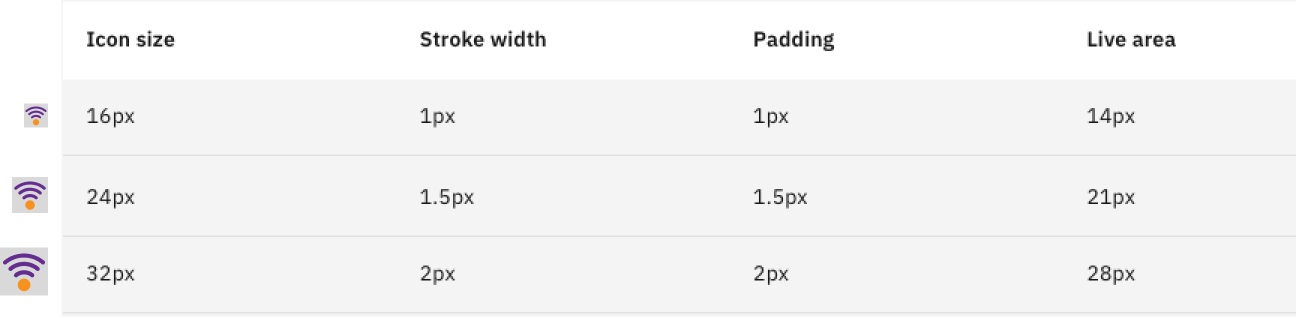 Icon size Stroke width Padding Live area
16px 1px 1px 14px
24px 1.5px 1.5px 21px
32px 2px 2px 28px